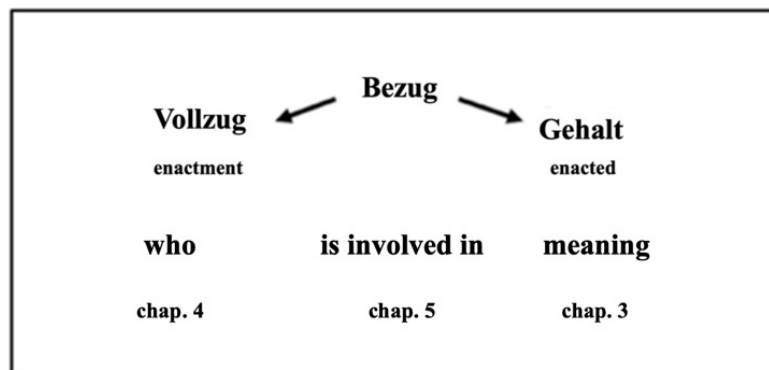 Bezug
Vollzug Gehalt
enactment enacted
who is involved in meaning
chap. 4 chap. 5 chap. 3